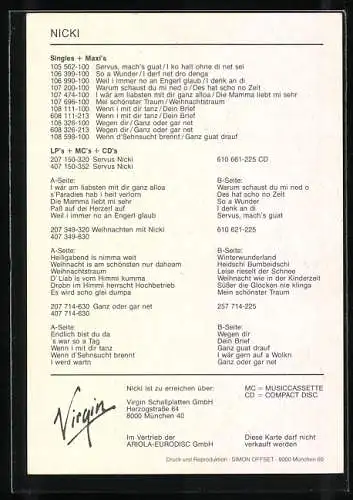 NICKI
Singles + Maxi's
105 562-100 Servus, mach's guat / I ko halt ohne di net sei
106 399-100 So a Wunder / I derf net dro denga
106 990-100 Weil i immer no an Engerl glaub / I denk an di
107 200-100 Warum schaust du mi ned o / Des hat scho no Zeit
107 474-100 I wär am liabsten mit dir ganz alloa / Die Mamma liebt mi sehr
107 696-100 Mei schönster Traum / Weihnachtstraum
108 111-100 Wenn i mit dir tanz / Dein Brief
608 111-213 Wenn i mit dir tanz / Dein Brief
108 326-100 Wegen dir / Ganz oder gar net
608 326-213 Wegen dir / Ganz oder gar net
108 598-100 Wenn d'Sehnsucht brennt / Ganz guat drauf
LP's + MC's + CD's
207 150-320 Servus Nicki 610 661-225 CD
407 150-352 Servus Nicki
A-Seite: B-Seite:
I wär am liabsten mit dir ganz alloa Warum schaust du mi ned o
's Paradies hab i heit verlorn Des hat scho no Zeit
Die Mamma liebt mi sehr So a Wunder
Paß auf dei Herzerl auf I denk an di
Weil i immer no an Engerl glaub Servus, mach's guat
207 349-320 Weihnachten mit Nicki 610 621-225
407 349-630
A-Seite: B-Seite:
Heiligabend is nimma weit Winterwunderland
Weihnacht is am schönsten nur dahoam Heidschi Bumbeidschi
Weihnachtstraum Leise rieselt der Schnee
D'Liab is vom Himmi kumma Weihnacht wie in der Kinderzeit
Drobn im Himmi herrscht Hochbetrieb Süßer die Glocken nie klinga
Es wird scho glei dumpa Mein schönster Traum
207 714-630 Ganz oder gar net 257 714-225
407 714-630
A-Seite: B-Seite:
Endlich bist du da Wegen dir
's war so a Tag Dein Brief
Wenn i mit dir tanz Ganz guat drauf
Wenn d'Sehnsucht brennt I wär gern auf a Wolkn
I werd wartn Ganz oder gar net
Virgin
Nicki ist zu erreichen über: MC = MUSICCASSETTE
CD = COMPACT DISC
Virgin Schallplatten GmbH
Herzogstraße 64
8000 München 40
Im Vertrieb der Diese Karte darf nicht
ARIOLA-EURODISC GmbH verkauft werden
Druck und Reproduktion · SIMON OFFSET · 8000 München 60